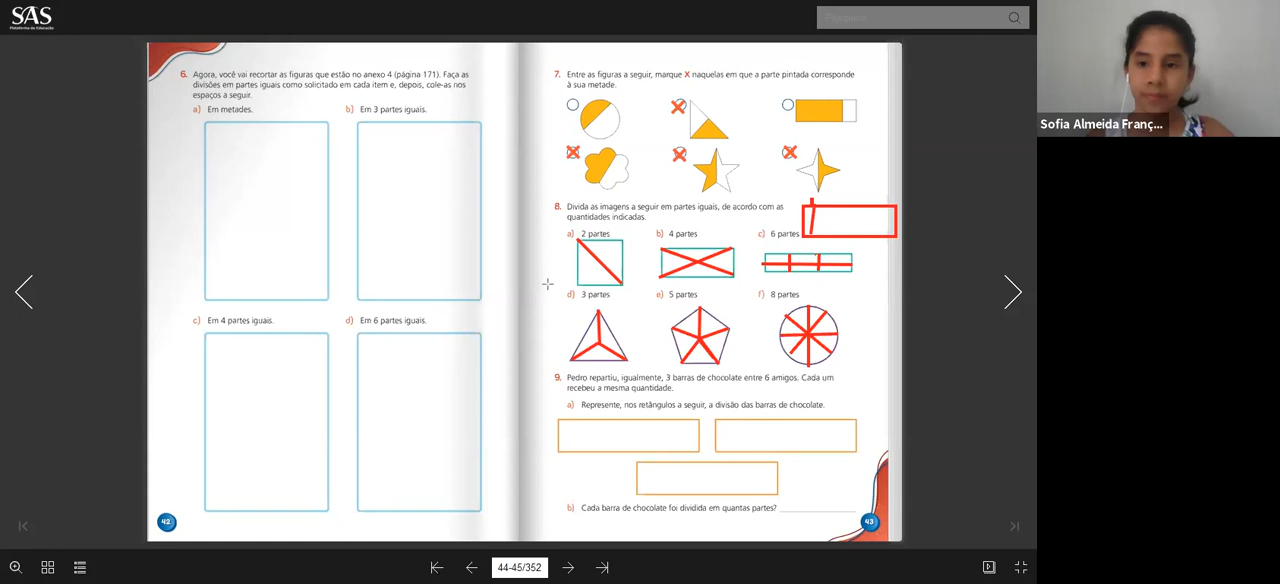 SAS
Plataforma de Educação
Pesquisar
Sofia Almeida Franç...
6. Agora, você vai recortar as figuras que estão no anexo 4 (página 171). Faça as
divisões em partes iguais como solicitado em cada item e, depois, cole-as nos
espaços a seguir.
a) Em metades.
b) Em 3 partes iguais.
c) Em 4 partes iguais.
d) Em 6 partes iguais.
42
7. Entre as figuras a seguir, marque X naquelas em que a parte pintada corresponde
à sua metade.
8. Divida as imagens a seguir em partes iguais, de acordo com as
quantidades indicadas.
a) 2 partes
b) 4 partes
c) 6 partes
d) 3 partes
e) 5 partes
f) 8 partes
9. Pedro repartiu, igualmente, 3 barras de chocolate entre 6 amigos. Cada um
recebeu a mesma quantidade.
a) Represente, nos retângulos a seguir, a divisão das barras de chocolate.
b) Cada barra de chocolate foi dividida em quantas partes?
43
44-45/352